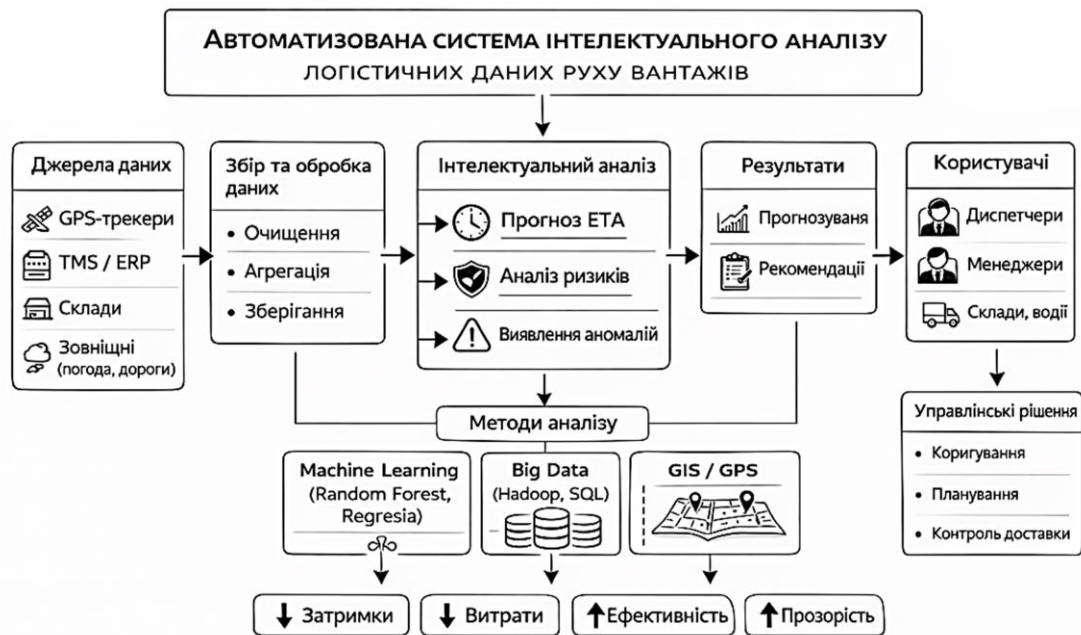 АВТОМАТИЗОВАНА СИСТЕМА ІНТЕЛЕКТУАЛЬНОГО АНАЛІЗУ
ЛОГІСТИЧНИХ ДАНИХ РУХУ ВАНТАЖІВ
Джерела даних
GPS-трекери
TMS / ERP
Склади
Зовніщні
(погода, дороги)
Збір та обробка
даних
• Очищення
• Агрегація
• Зберігання
Інтелектуальний аналіз
Прогноз ETA
Аналіз ризиків
Виявлення аномалій
Результати
Прогнозуваня
Рекомендації
Користувачі
Диспетчери
Менеджери
Склади, водії
Управлінські рішення
• Коригування
• Планування
• Контроль доставки
Методи аналізу
Machine Learning
(Random Forest,
Regresia)
Big Data
(Hadoop, SQL)
GIS / GPS
↓ Затримки
↓ Витрати
↑ Ефективність
↑ Прозорість